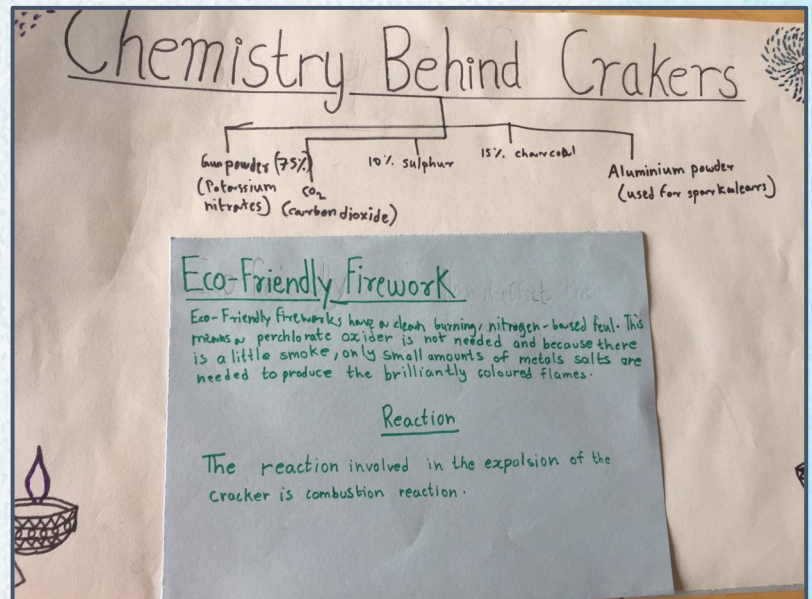 Chemistry Behind Crakers
Gun powder (75%)
(Potassium
nitrates)
CO2
(carbon dioxide)
10% sulphur
15% charcoal
Aluminium powder
(used for sparkulears)
Eco-Friendly Firework
Eco-Friendly fireworks have a clean burning, nitrogen-based feul. This
means a perchlorate oxider is not needed and because there
is a little smoke, only small amounts of metals salts are
needed to produce the brilliantly coloured flames.
Reaction
The reaction involved in the expolsion of the
cracker is combustion reaction.